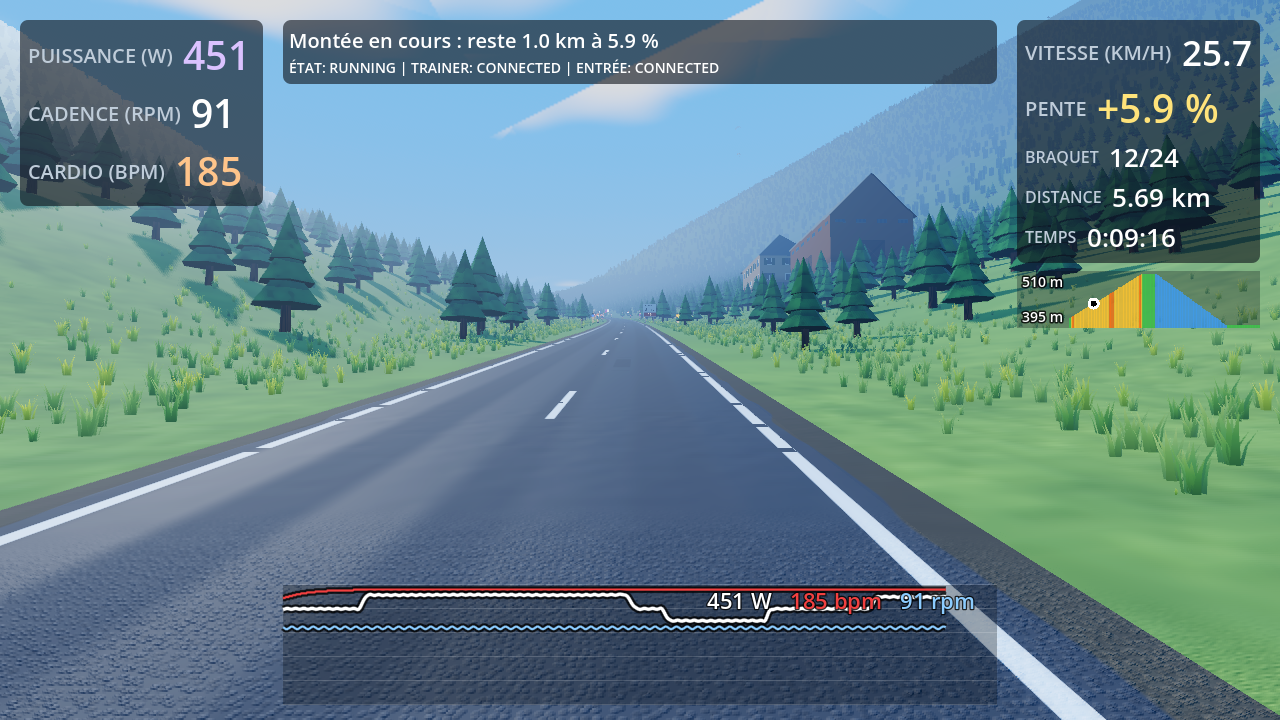 PUISSANCE (W) 451
CADENCE (RPM) 91
CARDIO (BPM) 185
Montée en cours : reste 1.0 km à 5.9 %
ÉTAT: RUNNING | TRAINER: CONNECTED | ENTRÉE: CONNECTED
VITESSE (KM/H) 25.7
PENTE +5.9 %
BRAQUET 12/24
DISTANCE 5.69 km
TEMPS 0:09:16
510 m
395 m
451 W 185 bpm 91 rpm